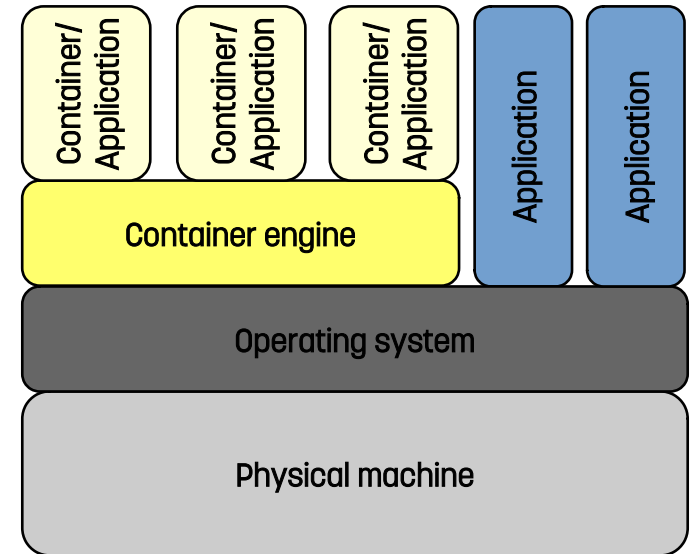 Container/
Application
Container/
Application
Container/
Application
Application
Application
Container engine
Operating system
Physical machine